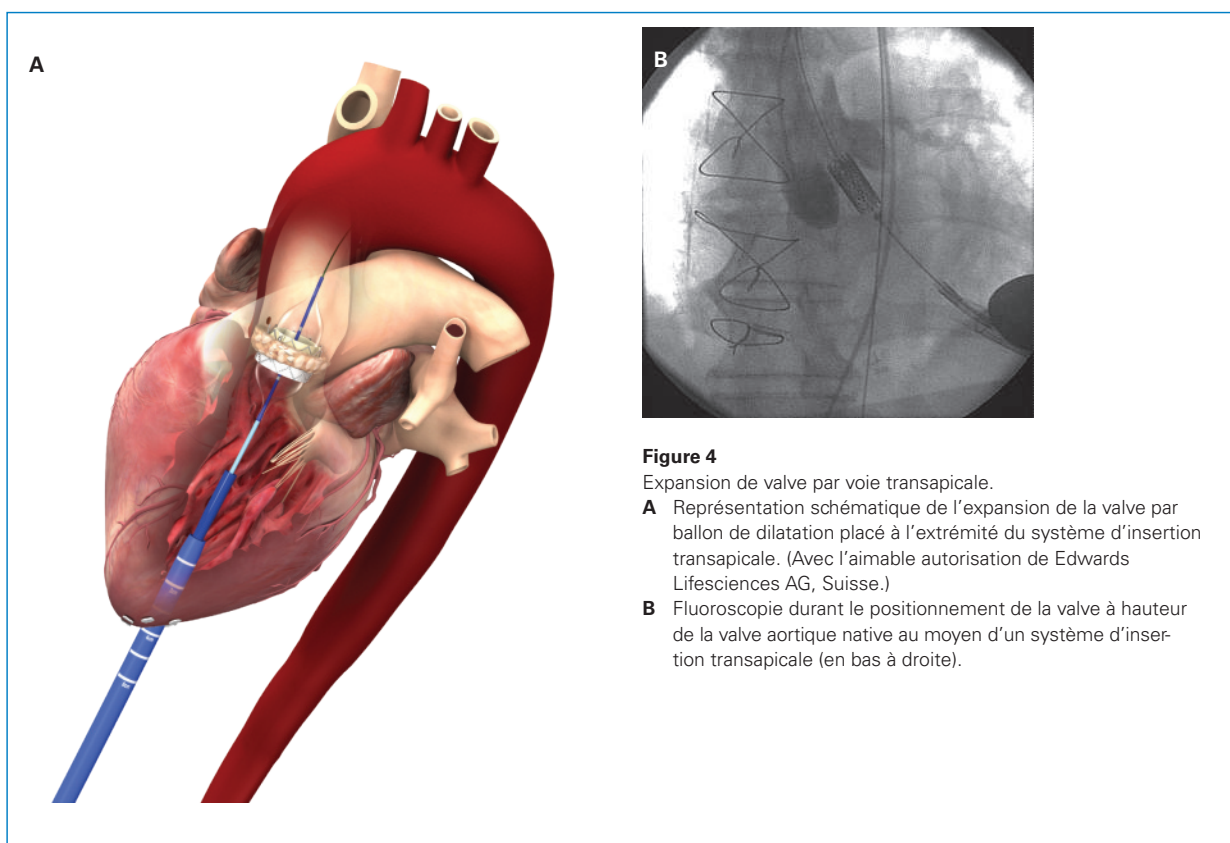 A
B
Figure 4
Expansion de valve par voie transapicale.
A Représentation schématique de l'expansion de la valve par
ballon de dilatation placé à l'extrémité du système d'insertion
transapicale. (Avec l'aimable autorisation de Edwards
Lifesciences AG, Suisse.)
B Fluoroscopie durant le positionnement de la valve à hauteur
de la valve aortique native au moyen d'un système d'inser-
tion transapicale (en bas à droite).